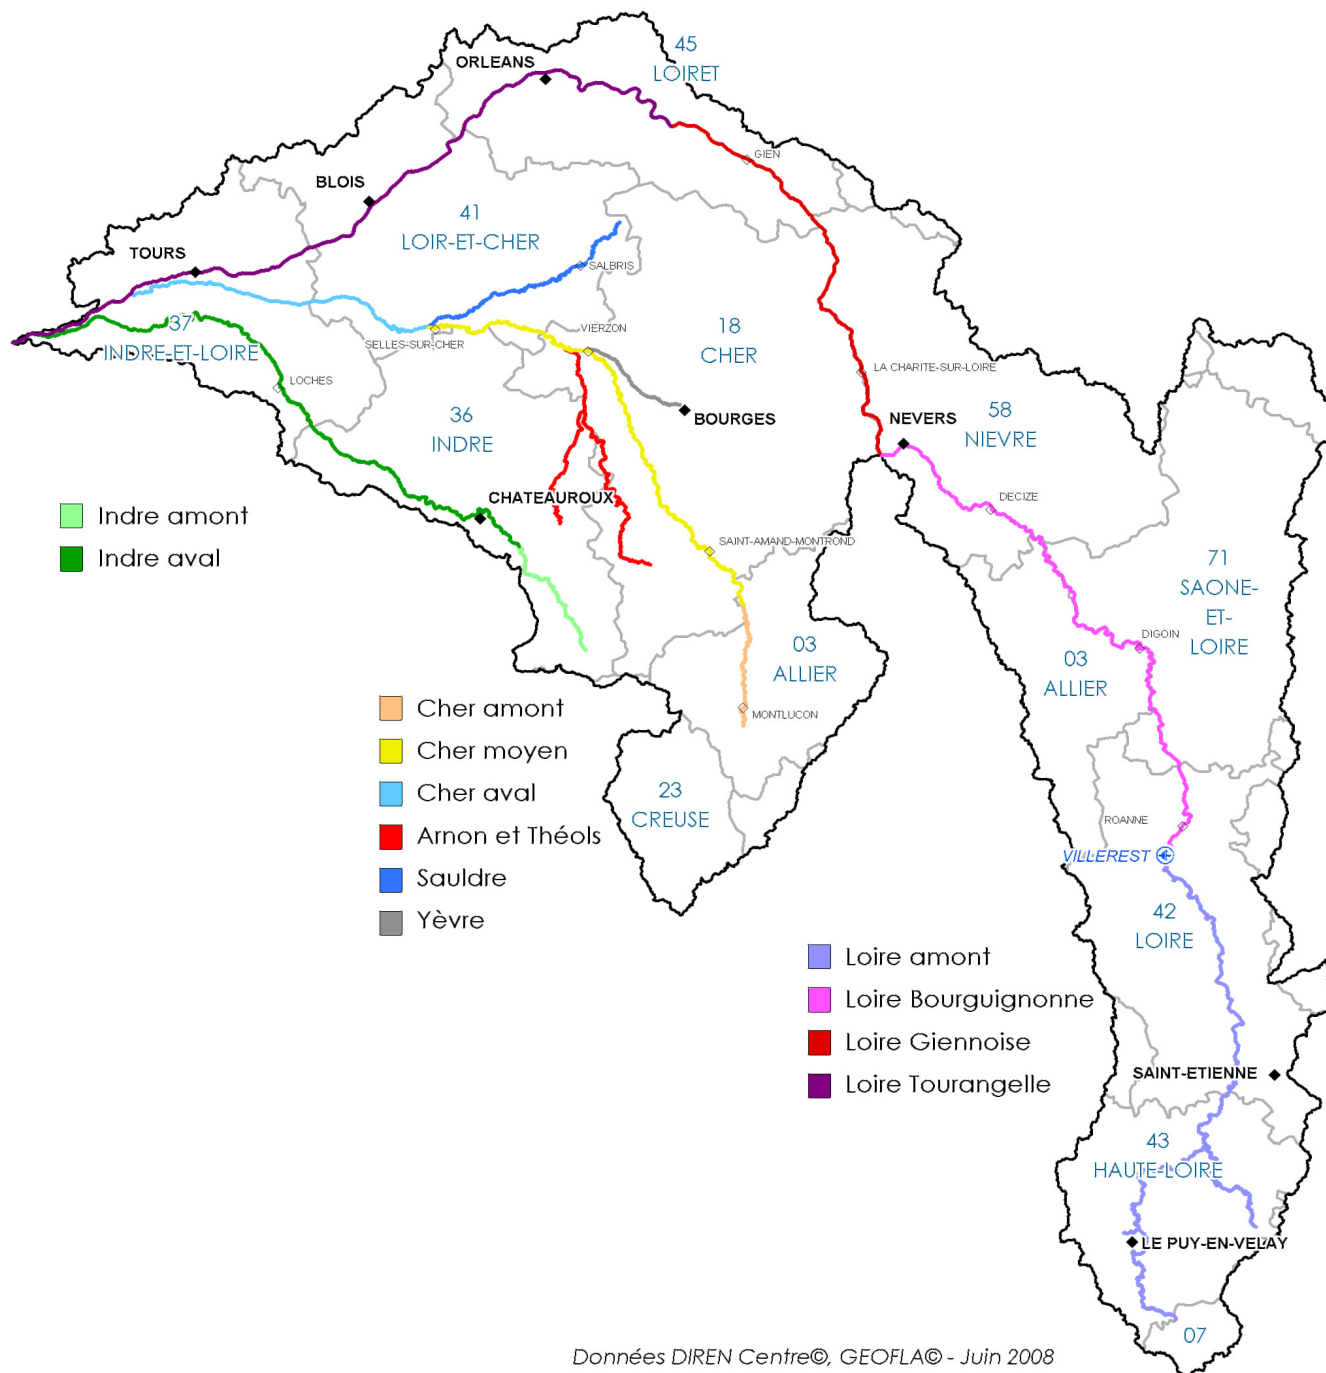 45
LOIRET
ORLEANS
GIEN
BLOIS
41
LOIR-ET-CHER
TOURS
SALBRIS
37
INDRE-ET-LOIRE
SELLES-SUR-CHER
VIERZON
18
CHER
LA CHARITE-SUR-LOIRE
LOCHES
36
INDRE
BOURGES
NEVERS
58
NIEVRE
CHATEAUROUX
DECIZE
Indre amont
Indre aval
SAINT-AMAND-MONTROND
71
SAONE-
ET-
LOIRE
DIGOIN
03
ALLIER
03
ALLIER
MONTLUCON
Cher amont
Cher moyen
Cher aval
Arnon et Théols
Sauldre
Yèvre
23
CREUSE
ROANNE
VILLEREST
42
LOIRE
Loire amont
Loire Bourguignonne
Loire Giennoise
Loire Tourangelle
SAINT-ETIENNE
43
HAUTE-LOIRE
LE PUY-EN-VELAY
07
Données DIREN Centre©, GEOFLA© - Juin 2008